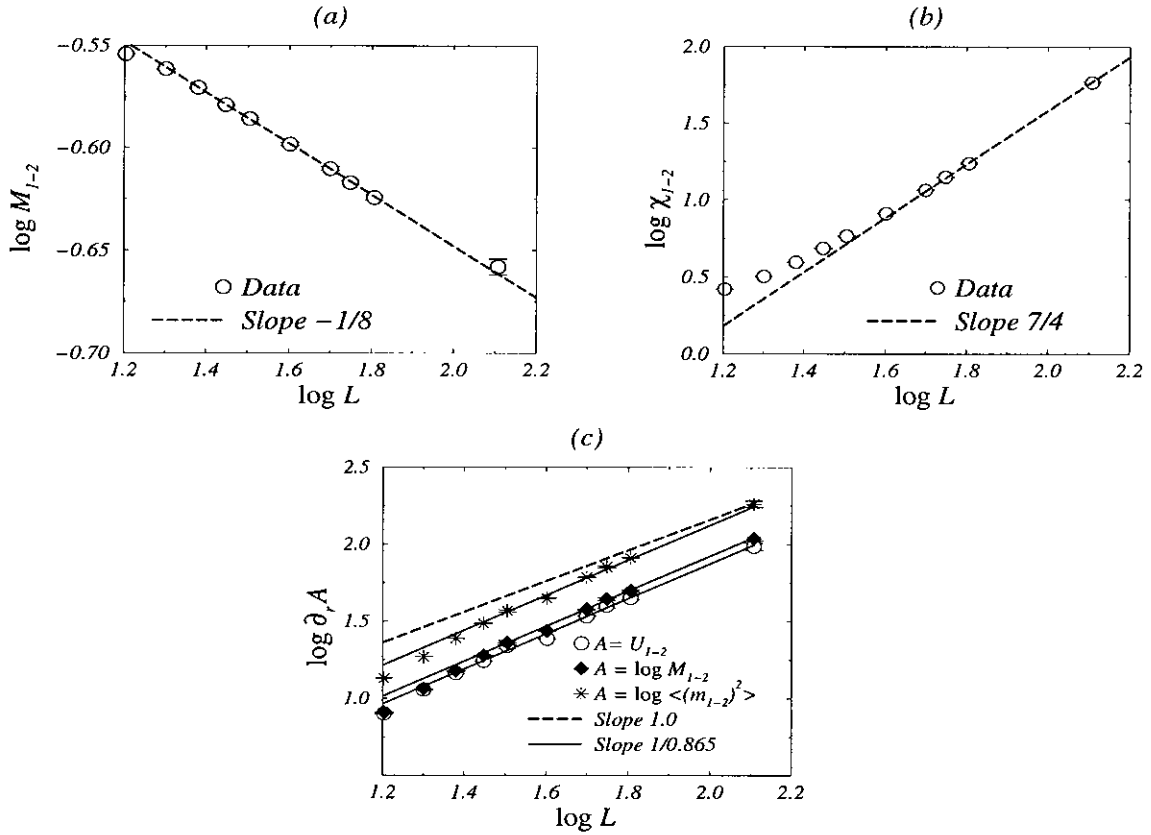 (a)
−0.55
−0.60
−0.65
−0.70
log M1−2
Data
Slope −1/8
1.2 1.4 1.6 1.8 2.0 2.2
log L
(b)
2.0
1.5
1.0
0.5
0.0
log χ1−2
Data
Slope 7/4
1.2 1.4 1.6 1.8 2.0 2.2
log L
(c)
2.5
2.0
1.5
1.0
log ∂rA
A= U1−2
A = log M1−2
A = log <(m1−2)²>
Slope 1.0
Slope 1/0.865
1.2 1.4 1.6 1.8 2.0 2.2
log L